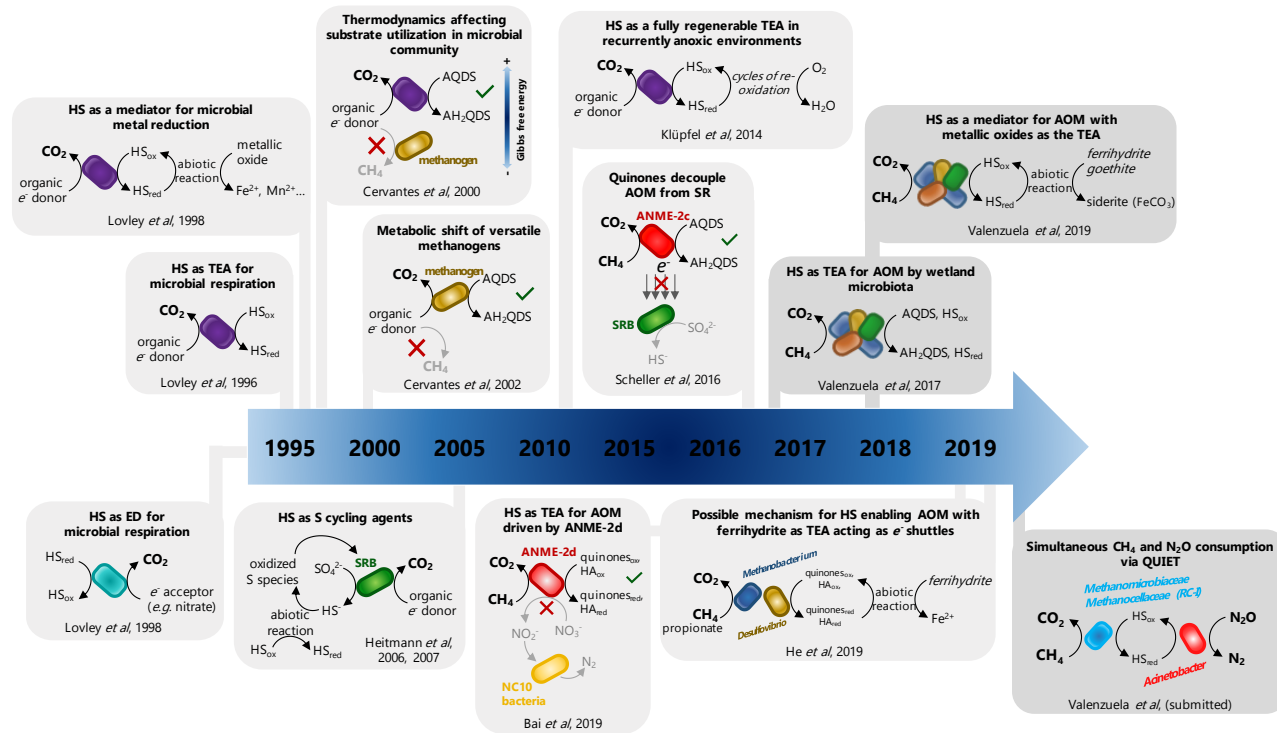 Thermodynamics affecting
substrate utilization in microbial
community
CO2
AQDS
AH2QDS
organic
e- donor
methanogen
CH4
+
Gibbs free energy
-
Cervantes et al, 2000
HS as a fully regenerable TEA in
recurrently anoxic environments
CO2
HSox
O2
cycles of re-
oxidation
organic
e- donor
HSred
H2O
Klüpfel et al, 2014
HS as a mediator for microbial
metal reduction
CO2
HSox
metallic
oxide
abiotic
reaction
organic
e- donor
HSred
Fe2+, Mn2+...
Lovley et al, 1998
HS as a mediator for AOM with
metallic oxides as the TEA
CO2
HSox
ferrihydrite
goethite
abiotic
reaction
CH4
HSred
siderite (FeCO3)
Valenzuela et al, 2019
Quinones decouple
AOM from SR
ANME-2c
CO2
AQDS
CH4
AH2QDS
e-
SRB
SO42-
HS-
Scheller et al, 2016
Metabolic shift of versatile
methanogens
methanogen
CO2
AQDS
organic
e- donor
AH2QDS
CH4
Cervantes et al, 2002
HS as TEA for
microbial respiration
CO2
HSox
organic
e- donor
HSred
Lovley et al, 1996
HS as TEA for AOM by wetland
microbiota
CO2
AQDS, HSox
CH4
AH2QDS, HSred
Valenzuela et al, 2017
1995 2000 2005 2010 2015 2016 2017 2018 2019
HS as ED for
microbial respiration
HSred
CO2
HSox
e- acceptor
(e.g. nitrate)
Lovley et al, 1998
HS as S cycling agents
oxidized
S species
SO42-
SRB
CO2
HS-
organic
e- donor
abiotic
reaction
HSox
HSred
Heitmann et al,
2006, 2007
HS as TEA for AOM
driven by ANME-2d
ANME-2d
CO2
quinonesox,
HAox
CH4
quinonesred,
HAred
NO2-
NO3-
N2
NC10
bacteria
Bai et al, 2019
Possible mechanism for HS enabling AOM with
ferrihydrite as TEA acting as e- shuttles
Methanobacterium
CO2
quinonesox,
HAox
ferrihydrite
abiotic
reaction
CH4
propionate
Desulfovibrio
quinonesred
HAred
Fe2+
He et al, 2019
Simultaneous CH4 and N2O consumption
via QUIET
Methanomicrobiaceae
Methanocellaceae (RC-I)
CO2
HSox
N2O
CH4
HSred
N2
Acinetobacter
Valenzuela et al, (submitted)